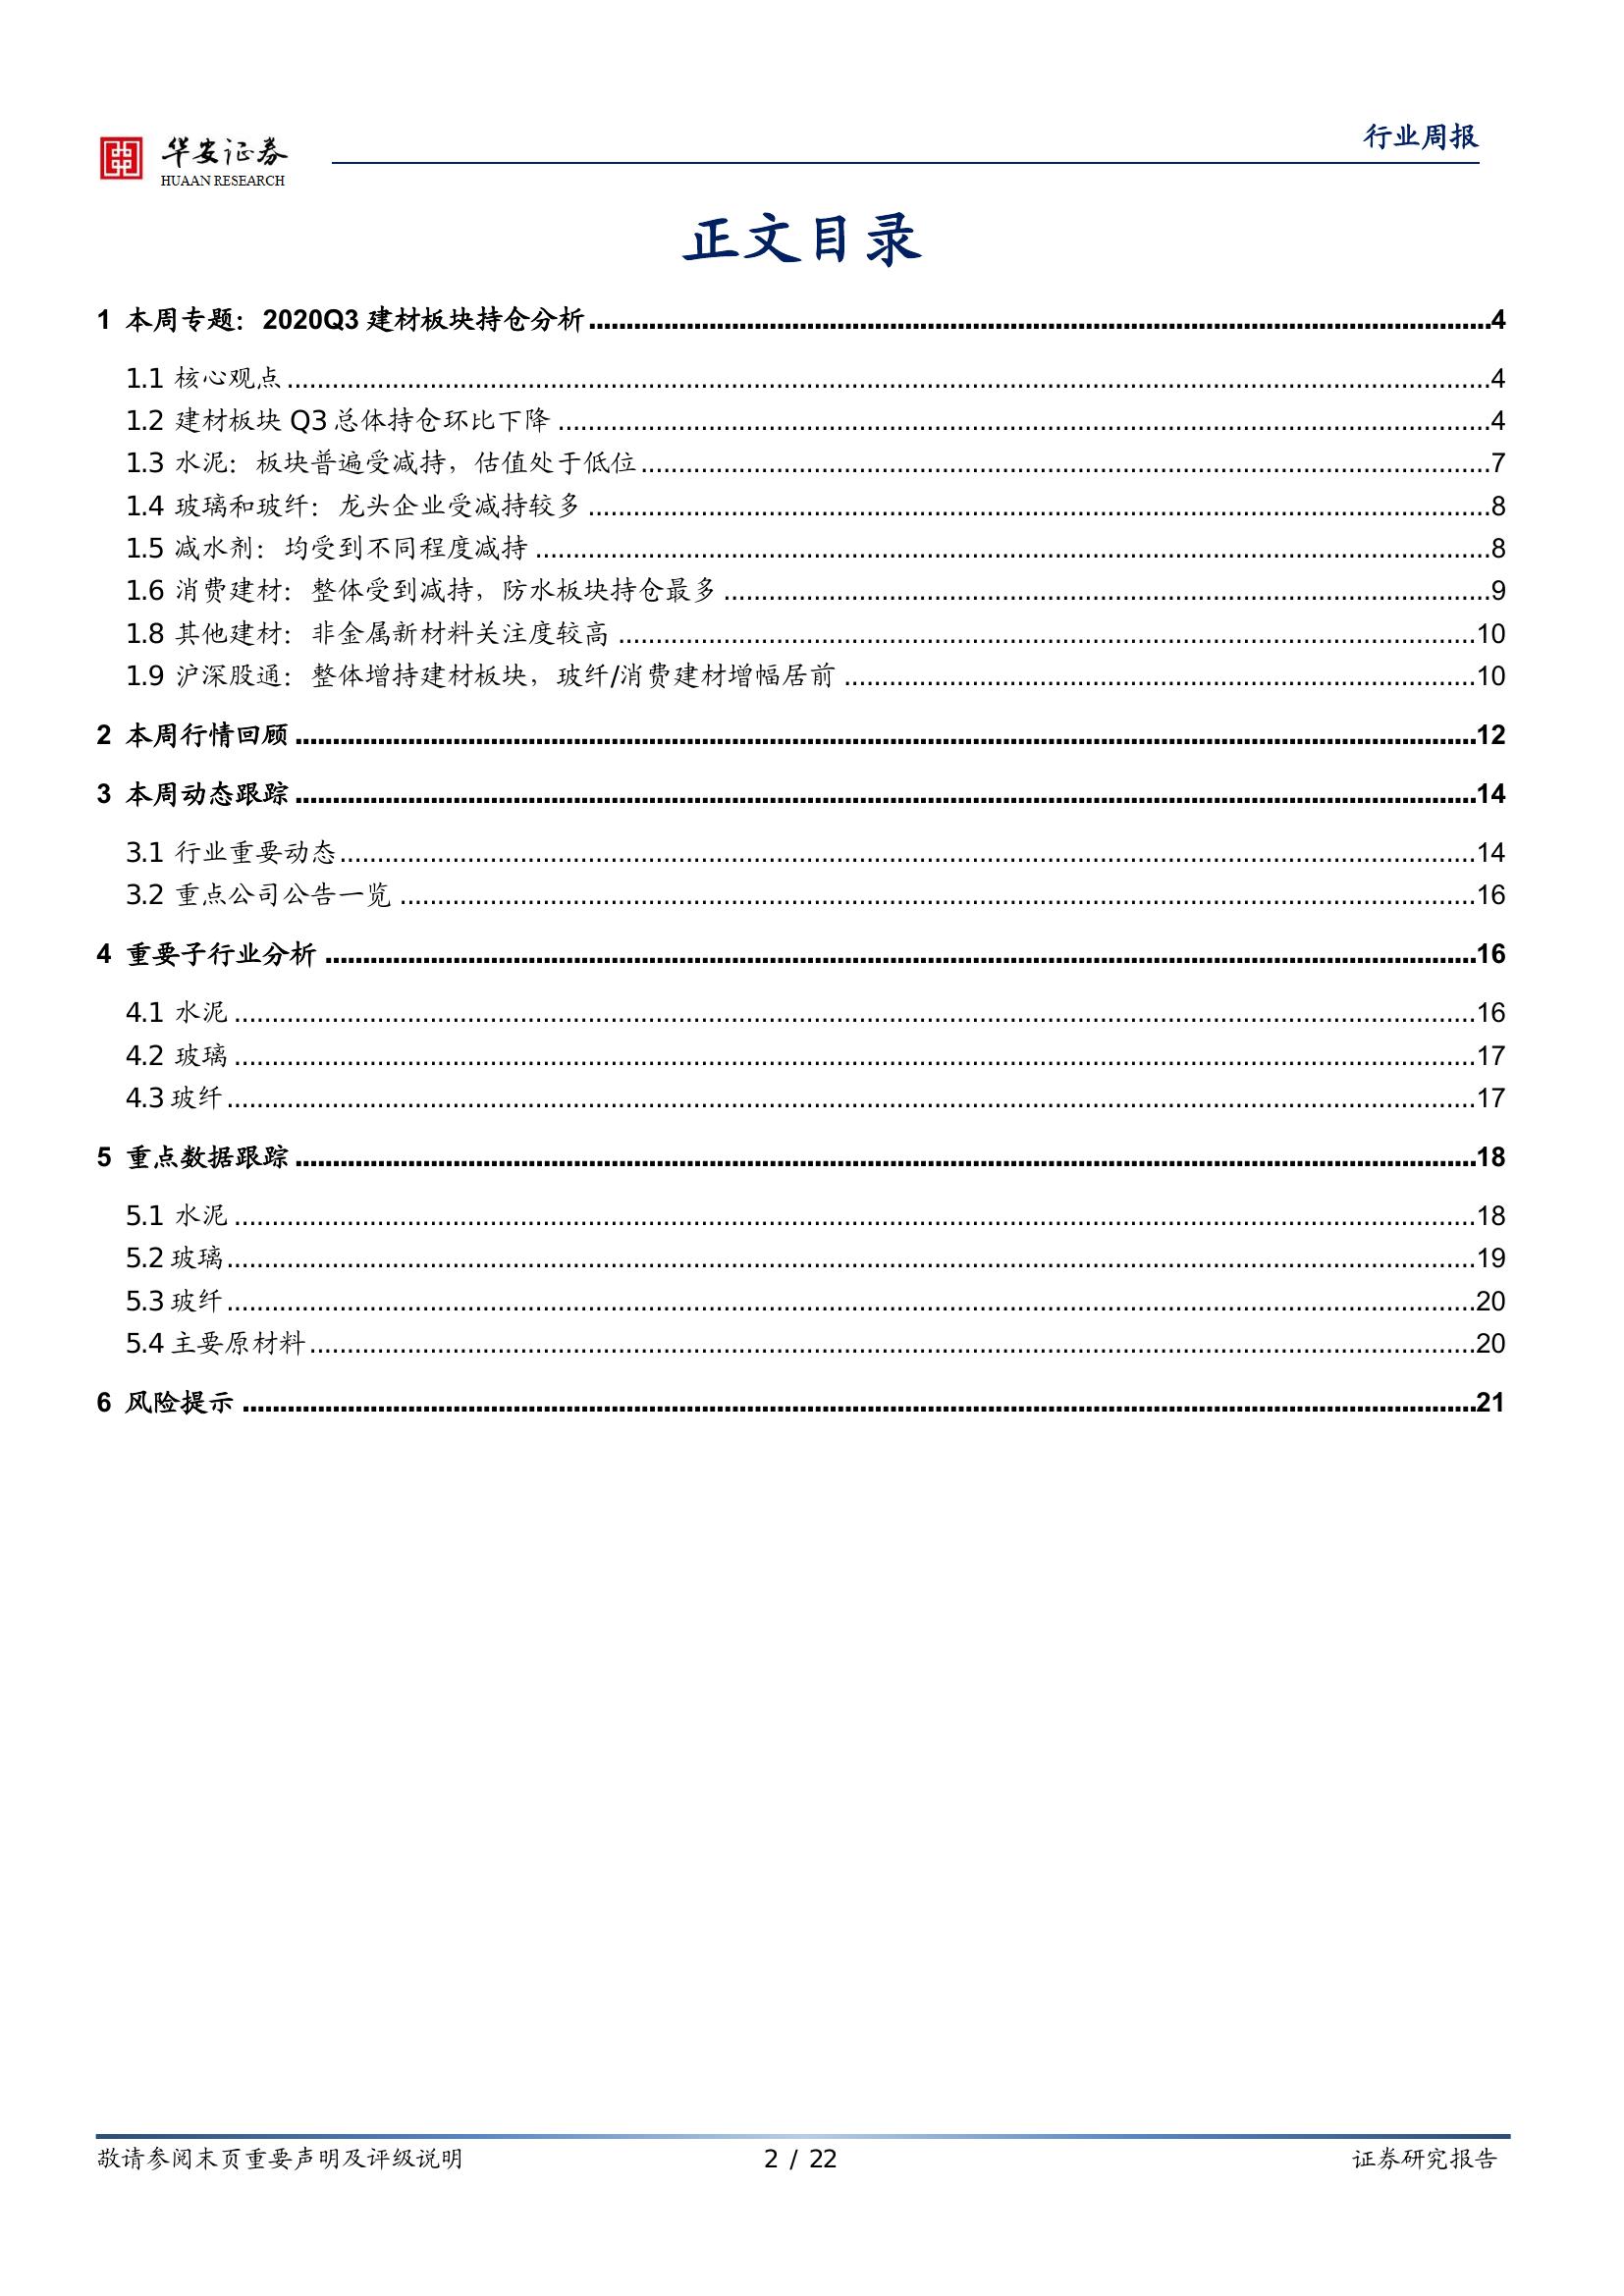 华安证券
HUAAN RESEARCH
行业周报
正文目录
1 本周专题：2020Q3 建材板块持仓分析........................4
1.1 核心观点........................4
1.2 建材板块 Q3 总体持仓环比下降........................4
1.3 水泥：板块普遍受减持，估值处于低位........................7
1.4 玻璃和玻纤：龙头企业受减持较多........................8
1.5 减水剂：均受到不同程度减持........................8
1.6 消费建材：整体受到减持，防水板块持仓最多........................9
1.8 其他建材：非金属新材料关注度较高........................10
1.9 沪深股通：整体增持建材板块，玻纤/消费建材增幅居前........................10
2 本周行情回顾........................12
3 本周动态跟踪........................14
3.1 行业重要动态........................14
3.2 重点公司公告一览........................16
4 重要子行业分析........................16
4.1 水泥........................16
4.2 玻璃........................17
4.3 玻纤........................17
5 重点数据跟踪........................18
5.1 水泥........................18
5.2 玻璃........................19
5.3 玻纤........................20
5.4 主要原材料........................20
6 风险提示........................21
敬请参阅末页重要声明及评级说明 2 / 22 证券研究报告